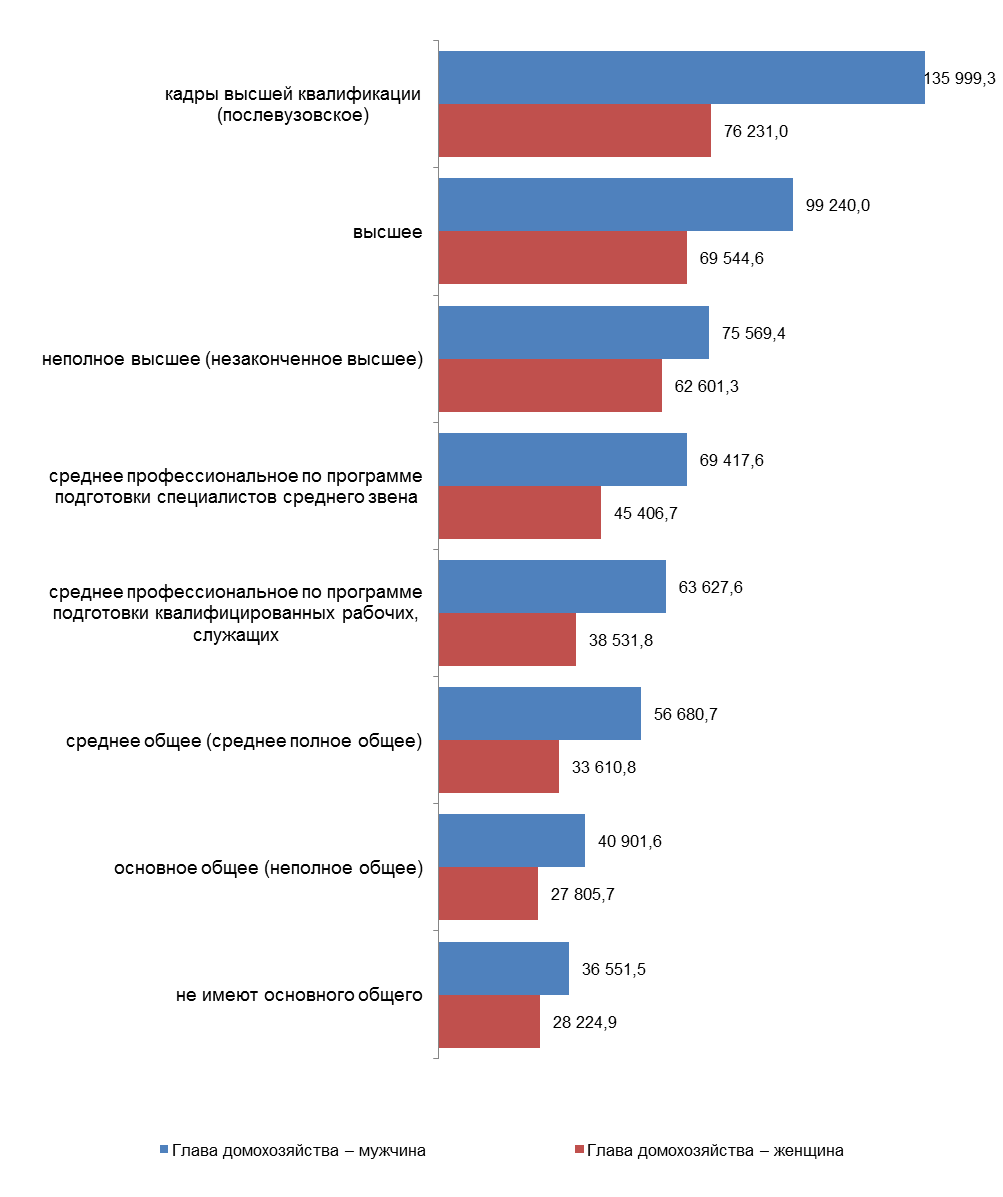 кадры высшей квалификации
(послевузовское)
135 999,3
76 231,0
высшее
99 240,0
69 544,6
неполное высшее (незаконченное высшее)
75 569,4
62 601,3
среднее профессиональное по программе
подготовки специалистов среднего звена
69 417,6
45 406,7
среднее профессиональное по программе
подготовки квалифицированных рабочих,
служащих
63 627,6
38 531,8
среднее общее (среднее полное общее)
56 680,7
33 610,8
основное общее (неполное общее)
40 901,6
27 805,7
не имеют основного общего
36 551,5
28 224,9
Глава домохозяйства – мужчина
Глава домохозяйства – женщина